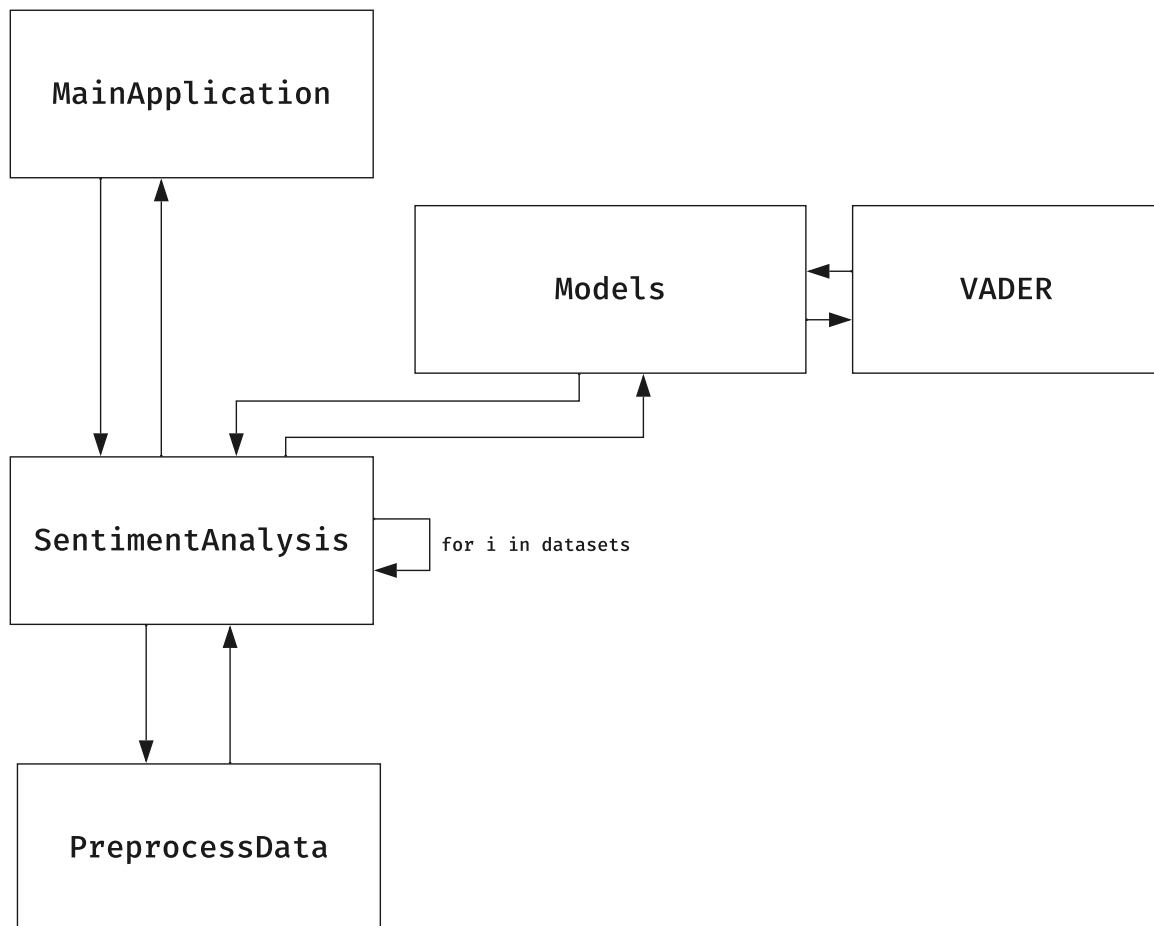 MainApplication
Models
VADER
SentimentAnalysis
for i in datasets
PreprocessData